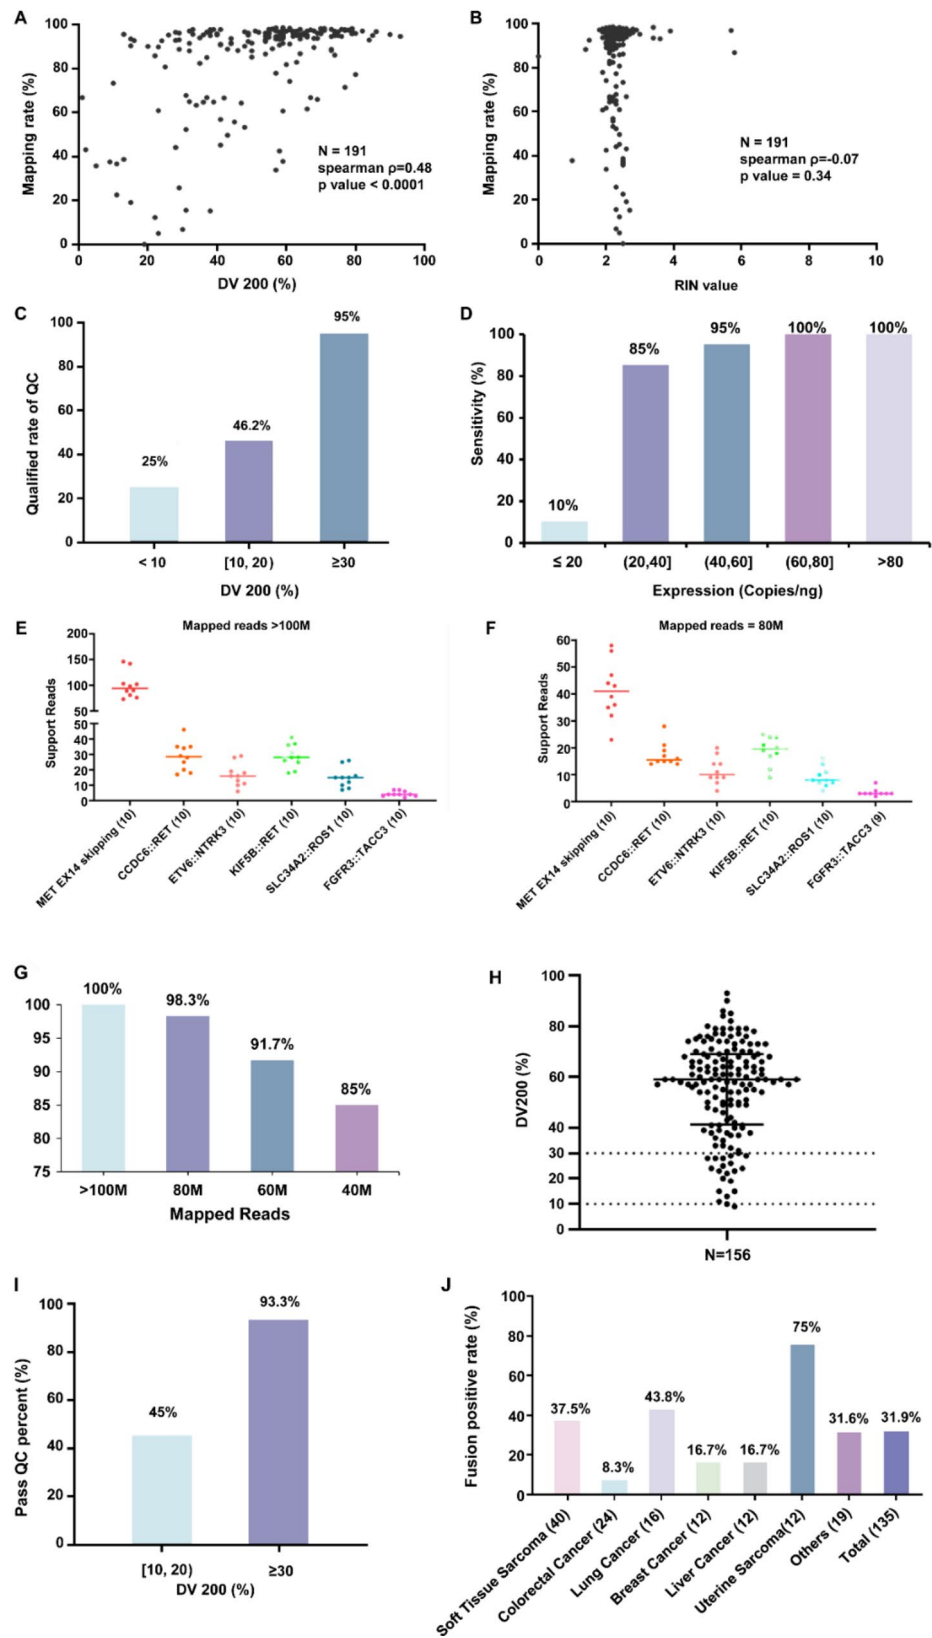 A
Mapping rate (%)
100
80
60
40
20
0
N = 191
spearman ρ=0.48
p value < 0.0001
0 20 40 60 80 100
DV 200 (%)
B
Mapping rate (%)
100
80
60
40
20
0
N = 191
spearman ρ=-0.07
p value = 0.34
0 2 4 6 8 10
RIN value
C
Qualified rate of QC
100
80
60
40
20
0
25%
46.2%
95%
< 10 [10, 20) ≥30
DV 200 (%)
D
Sensitivity (%)
100
80
60
40
20
0
10%
85%
95%
100%
100%
≤ 20 (20,40] (40,60] (60,80] >80
Expression (Copies/ng)
E
Mapped reads >100M
Support Reads
200
150
100
50
50
40
30
20
10
0
MET EX14 skipping (10)
CCDC6::RET (10)
ETV6::NTRK3 (10)
KIF5B::RET (10)
SLC34A2::ROS1 (10)
FGFR3::TACC3 (10)
F
Mapped reads = 80M
Support Reads
60
50
40
30
20
10
0
MET EX14 skipping (10)
CCDC6::RET (10)
ETV6::NTRK3 (10)
KIF5B::RET (10)
SLC34A2::ROS1 (10)
FGFR3::TACC3 (9)
G
100
95
90
85
80
75
100%
98.3%
91.7%
85%
>100M 80M 60M 40M
Mapped Reads
H
DV200 (%)
100
80
60
40
30
20
10
0
N=156
I
Pass QC percent (%)
100
80
60
40
20
0
45%
93.3%
[10, 20) ≥30
DV 200 (%)
J
Fusion positive rate (%)
100
80
60
40
20
0
37.5%
8.3%
43.8%
16.7%
16.7%
75%
31.6%
31.9%
Soft Tissue Sarcoma (40)
Colorectal Cancer (24)
Lung Cancer (16)
Breast Cancer (12)
Liver Cancer (12)
Uterine Sarcoma(12)
Others (19)
Total (135)